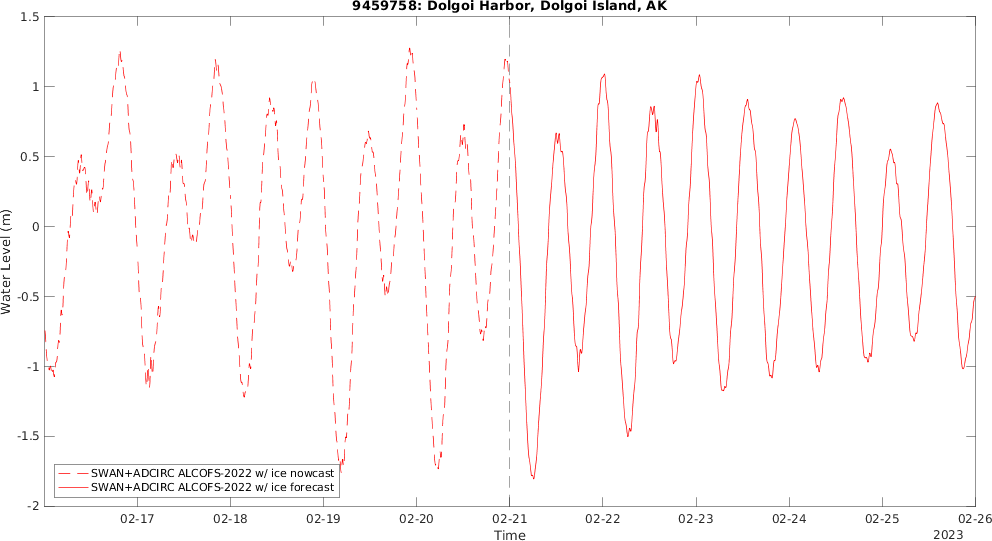 9459758: Dolgoi Harbor, Dolgoi Island, AK
1.5
1
0.5
0
-0.5
-1
-1.5
-2
Water Level (m)
SWAN+ADCIRC ALCOFS-2022 w/ ice nowcast
SWAN+ADCIRC ALCOFS-2022 w/ ice forecast
02-17 02-18 02-19 02-20 02-21 02-22 02-23 02-24 02-25 02-26
Time
2023